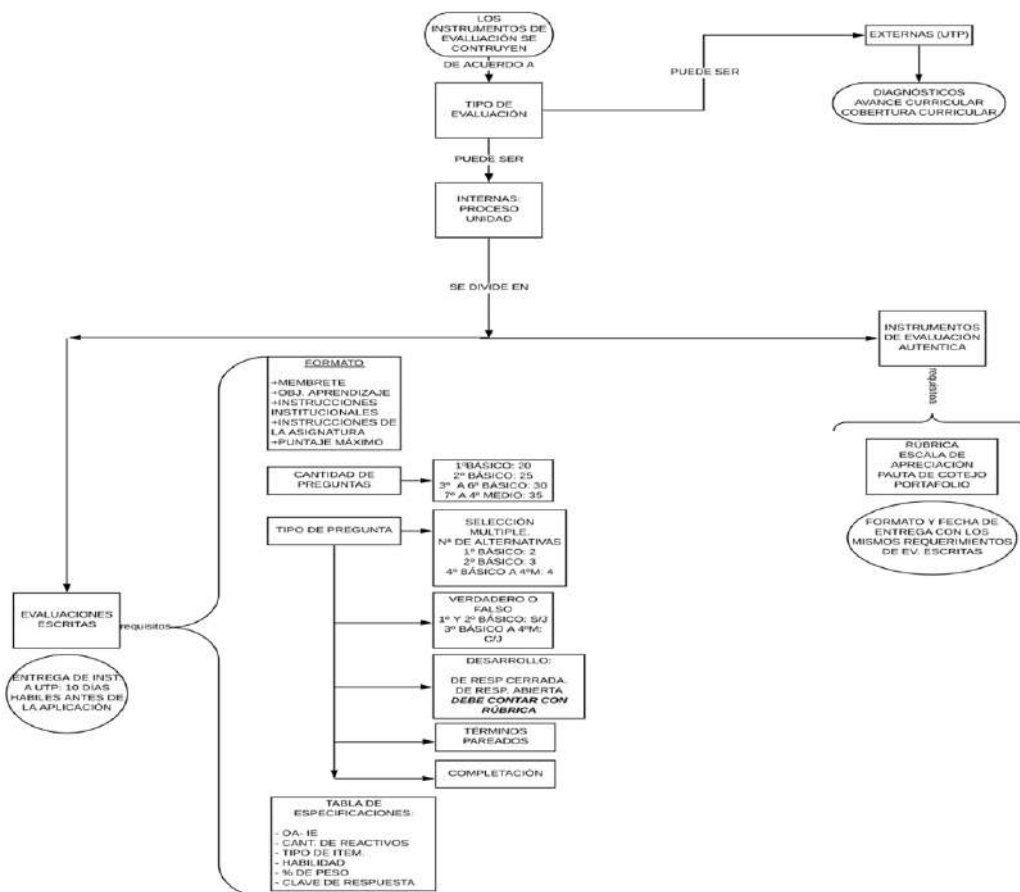 LOS
INSTRUMENTOS DE
EVALUACIÓN SE
CONTRUYEN
DE ACUERDO A
TIPO DE
EVALUACIÓN
PUEDE SER
EXTERNAS (UTP)
DIAGNÓSTICOS
AVANCE CURRICULAR
COBERTURA CURRICULAR
PUEDE SER
INTERNAS:
PROCESO
UNIDAD
SE DIVIDE EN
INSTRUMENTOS
DE EVALUACIÓN
AUTENTICA
requisitos
RÚBRICA
ESCALA DE
APRECIACIÓN
PAUTA DE COTEJO
PORTAFOLIO
FORMATO Y FECHA DE
ENTREGA CON LOS
MISMOS REQUERIMIENTOS
DE EV. ESCRITAS
EVALUACIONES
ESCRITAS
requisitos
ENTREGA DE INST.
A UTP: 10 DÍAS
HABILES ANTES DE
LA APLICACIÓN
FORMATO
+MEMBRETE
+OBJ. APRENDIZAJE
+INSTRUCCIONES
INSTITUCIONALES
+INSTRUCCIONES DE
LA ASIGNATURA
+PUNTAJE MÁXIMO
CANTIDAD DE
PREGUNTAS
1ºBÁSICO: 20
2º BÁSICO: 25
3º A 6º BÁSICO: 30
7º A 4º MEDIO: 35
TIPO DE PREGUNTA
SELECCIÓN
MULTIPLE.
Nª DE ALTERNATIVAS
1º BÁSICO: 2
2º BÁSICO: 3
4º BÁSICO A 4ºM: 4
VERDADERO O
FALSO
1º Y 2º BÁSICO: S/J
3º BÁSICO A 4ºM:
C/J
DESARROLLO:
DE RESP CERRADA.
DE RESP. ABIERTA
DEBE CONTAR CON
RÚBRICA
TÉRMINOS
PAREADOS
COMPLETACIÓN
TABLA DE
ESPECIFICACIONES:
- OA- IE
- CANT. DE REACTIVOS
- TIPO DE ITEM.
- HABILIDAD
- % DE PESO
- CLAVE DE RESPUESTA